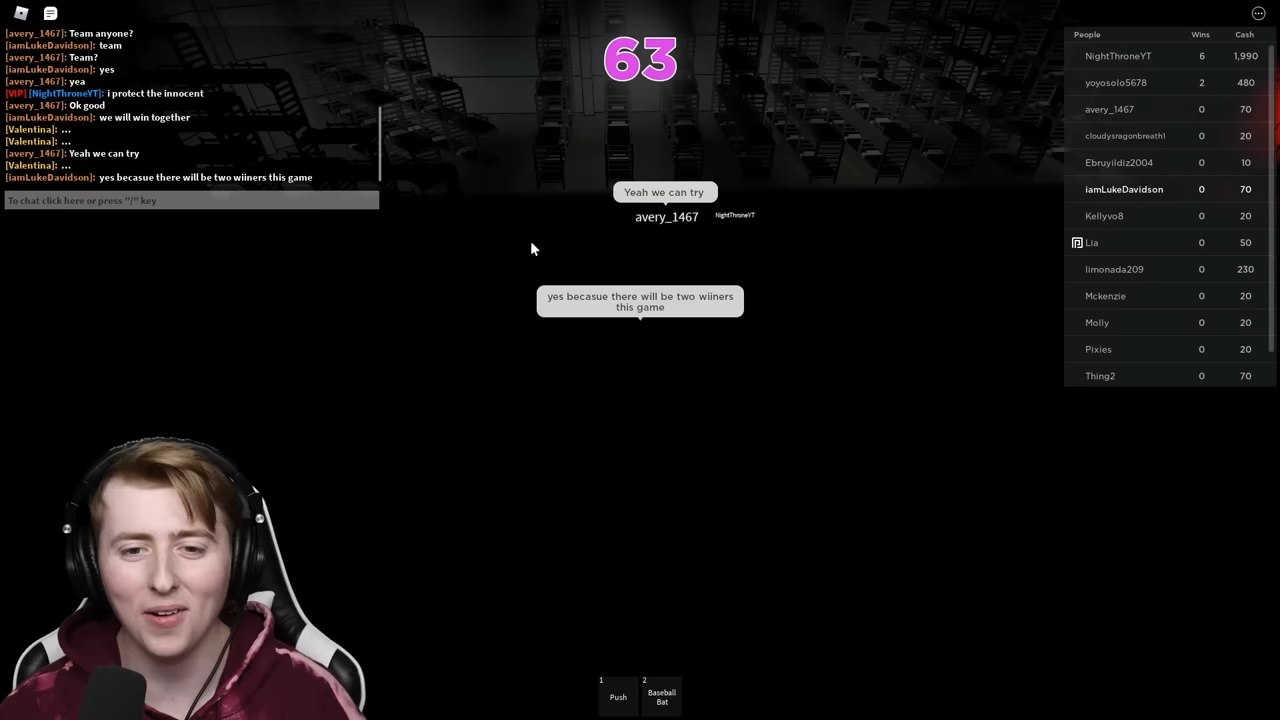 [avery_1467]: Team anyone?
[iamLukeDavidson]: team
[avery_1467]: Team?
[iamLukeDavidson]: yes
[avery_1467]: yea
[VIP] [NightThroneYT]: i protect the innocent
[avery_1467]: Ok good
[iamLukeDavidson]: we will win together
[Valentina]: ...
[Valentina]: ...
[avery_1467]: Yeah we can try
[Valentina]: ...
[iamLukeDavidson]: yes becasue there will be two wiiners this game
To chat click here or press "/" key
63
Yeah we can try
avery_1467
NightThroneYT
yes becasue there will be two wiiners
this game
People Wins Cash
NightThroneYT 6 1,990
yoyosolo5678 2 480
avery_1467 0 70
cloudysragonbreath1 0 20
Ebruyildiz2004 0 10
iamLukeDavidson 0 70
Kellyvo8 0 20
Lia 0 50
limonada209 0 230
Mckenzie 0 20
Molly 0 20
Pixies 0 20
Thing2 0 70
1 2
Push
Baseball
Bat